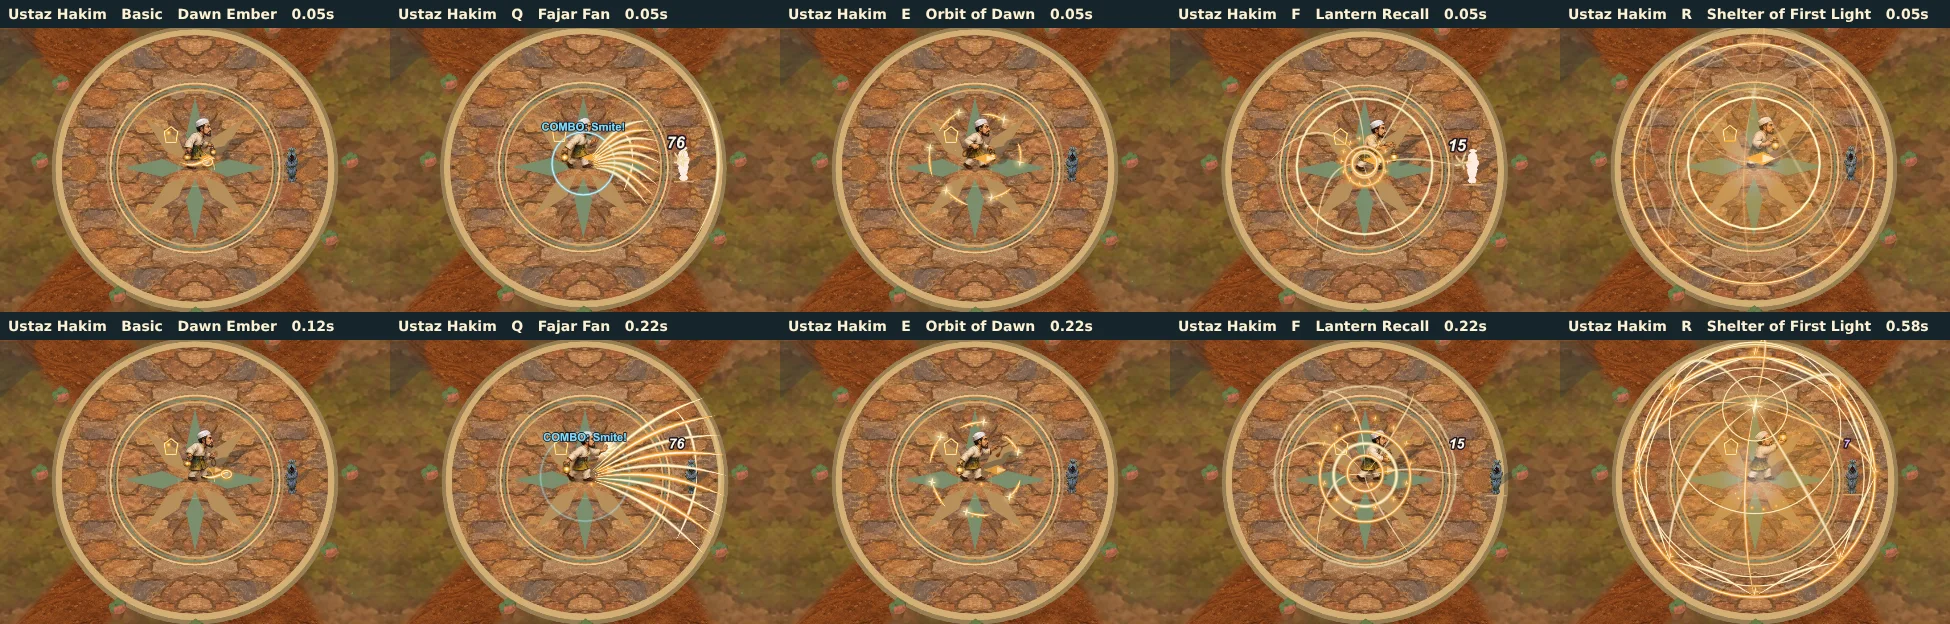 Ustaz Hakim Basic Dawn Ember 0.05s
Ustaz Hakim Q Fajar Fan 0.05s
Ustaz Hakim E Orbit of Dawn 0.05s
Ustaz Hakim F Lantern Recall 0.05s
Ustaz Hakim R Shelter of First Light 0.05s
COMBO: Smite!
76
15
Ustaz Hakim Basic Dawn Ember 0.12s
Ustaz Hakim Q Fajar Fan 0.22s
Ustaz Hakim E Orbit of Dawn 0.22s
Ustaz Hakim F Lantern Recall 0.22s
Ustaz Hakim R Shelter of First Light 0.58s
COMBO: Smite!
76
15
7